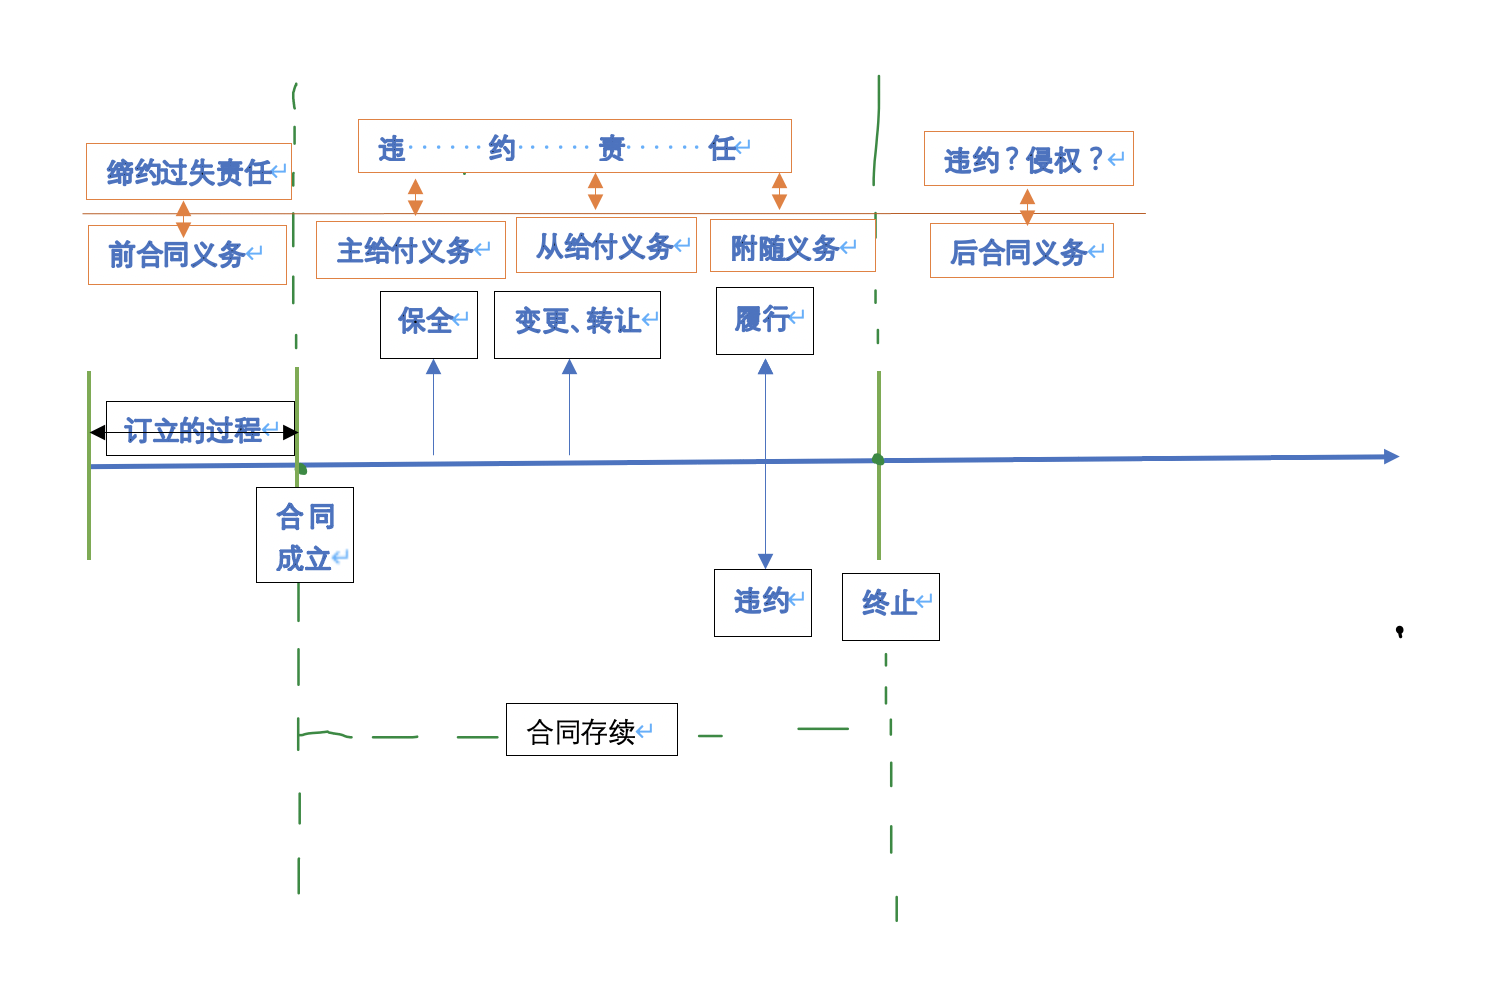 违······约······责······任↵
违约？侵权？↵
缔约过失责任↵
前合同义务↵
主给付义务↵
从给付义务↵
附随义务↵
后合同义务↵
保全↵
变更、转让↵
履行↵
订立的过程↵
合同
成立↵
违约↵
终止↵
合同存续↵